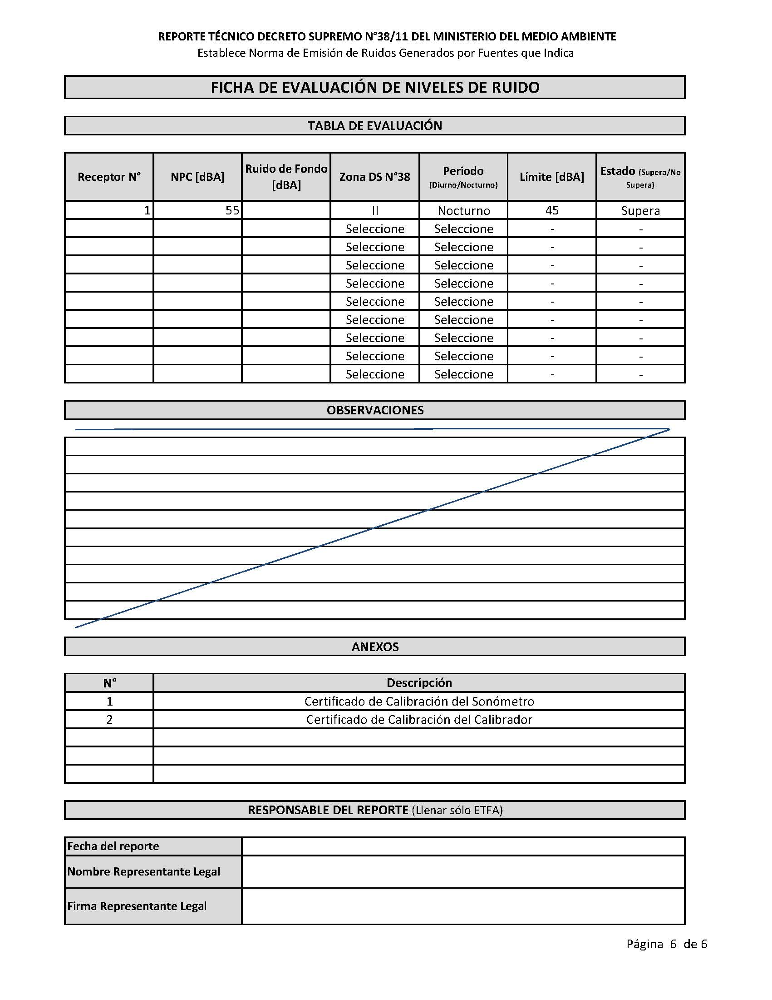 REPORTE TÉCNICO DECRETO SUPREMO N°38/11 DEL MINISTERIO DEL MEDIO AMBIENTE
Establece Norma de Emisión de Ruidos Generados por Fuentes que Indica
FICHA DE EVALUACIÓN DE NIVELES DE RUIDO
TABLA DE EVALUACIÓN
Receptor N° NPC [dBA] Ruido de Fondo [dBA] Zona DS N°38 Periodo (Diurno/Nocturno) Límite [dBA] Estado (Supera/No Supera)
1 55 II Nocturno 45 Supera
Seleccione Seleccione - -
Seleccione Seleccione - -
Seleccione Seleccione - -
Seleccione Seleccione - -
Seleccione Seleccione - -
Seleccione Seleccione - -
Seleccione Seleccione - -
Seleccione Seleccione - -
Seleccione Seleccione - -
OBSERVACIONES
ANEXOS
N° Descripción
1 Certificado de Calibración del Sonómetro
2 Certificado de Calibración del Calibrador
RESPONSABLE DEL REPORTE (Llenar sólo ETFA)
Fecha del reporte
Nombre Representante Legal
Firma Representante Legal
Página 6 de 6